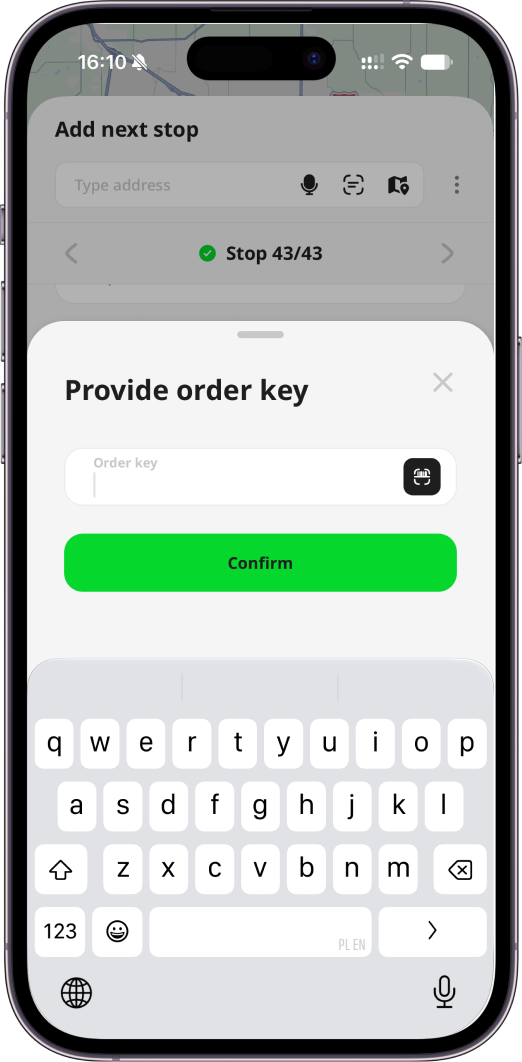 16:10
Add next stop
Type address
Stop 43/43
Provide order key
Order key
Confirm
q w e r t y u i o p
a s d f g h j k l
z x c v b n m
123
PL EN